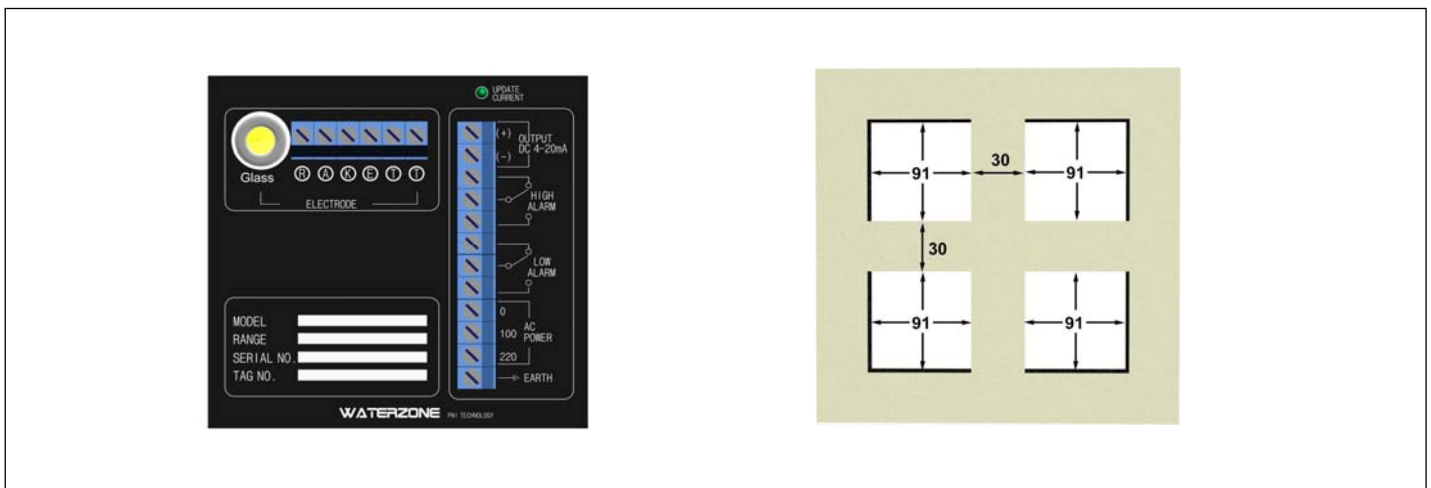 UPDATE
CURRENT
Glass
R A K E T T
ELECTRODE
(+)
(-)
OUTPUT
DC 4-20mA
HIGH
ALARM
LOW
ALARM
0
100
220
AC
POWER
EARTH
MODEL
RANGE
SERIAL NO.
TAG NO.
WATERZONE PNI TECHNOLOGY
91
30
91
30
91
91